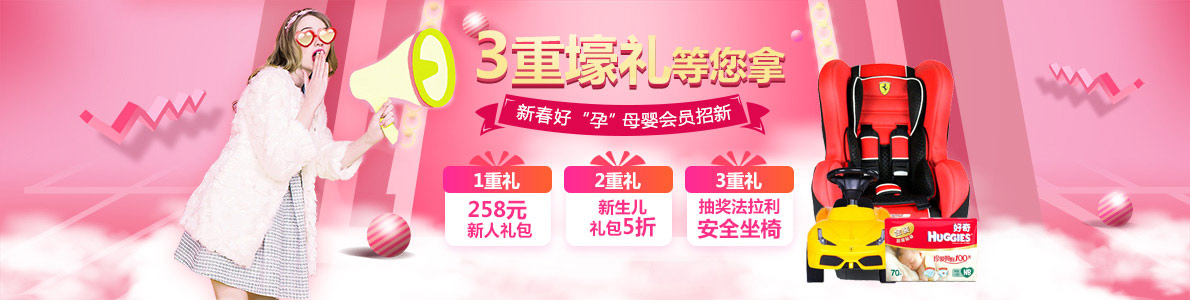 3重壕礼等您拿
新春好“孕”母婴会员招新
1重礼
258元
新人礼包
2重礼
新生儿
礼包5折
3重礼
抽奖法拉利
安全坐椅
好奇
HUGGIES
70
NB